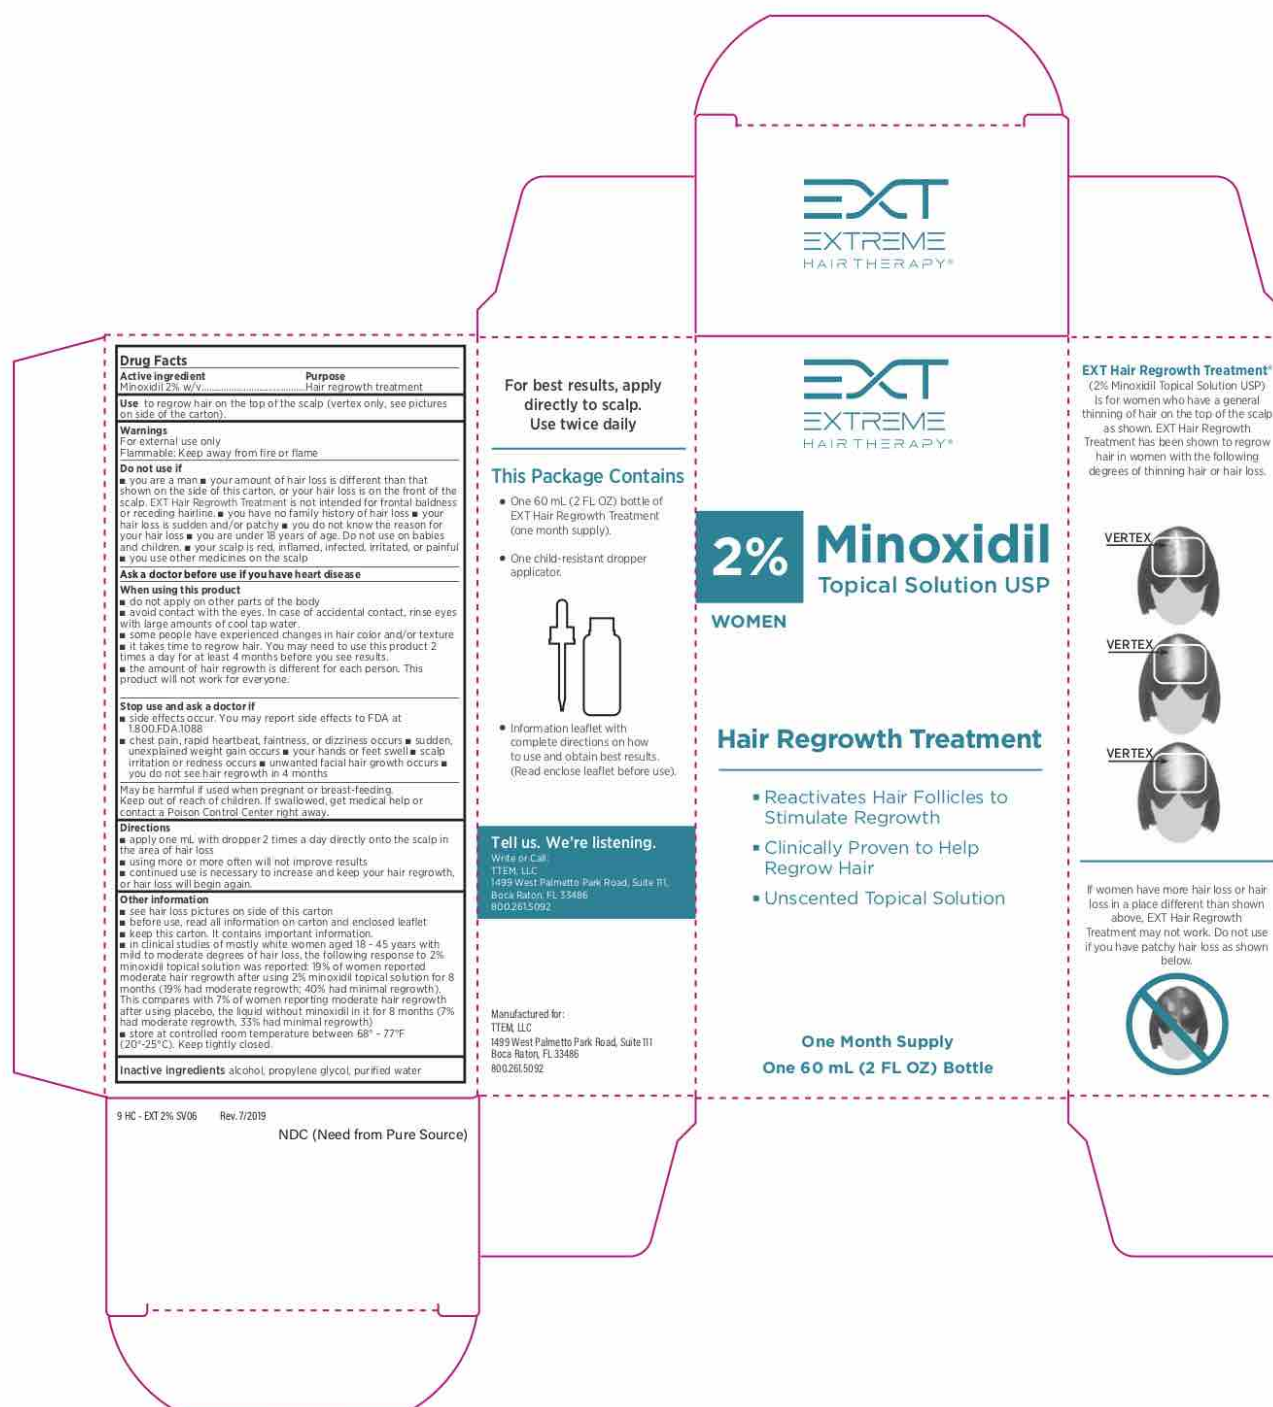 EXT
EXTREME
HAIR THERAPY®
Drug Facts
Active ingredient Purpose
Minoxidil 2% w/v..............................Hair regrowth treatment
Use to regrow hair on the top of the scalp (vertex only, see pictures
on side of the carton).
Warnings
For external use only
Flammable: Keep away from fire or flame
Do not use if
■ you are a man ■ your amount of hair loss is different than that
shown on the side of this carton, or your hair loss is on the front of the
scalp. EXT Hair Regrowth Treatment is not intended for frontal baldness
or receding hairline. ■ you have no family history of hair loss ■ your
hair loss is sudden and/or patchy ■ you do not know the reason for
your hair loss ■ you are under 18 years of age. Do not use on babies
and children. ■ your scalp is red, inflamed, infected, irritated, or painful
■ you use other medicines on the scalp
Ask a doctor before use if you have heart disease
When using this product
■ do not apply on other parts of the body
■ avoid contact with the eyes. In case of accidental contact, rinse eyes
with large amounts of cool tap water.
■ some people have experienced changes in hair color and/or texture
■ it takes time to regrow hair. You may need to use this product 2
times a day for at least 4 months before you see results.
■ the amount of hair regrowth is different for each person. This
product will not work for everyone.
Stop use and ask a doctor if
■ side effects occur. You may report side effects to FDA at
1.800.FDA.1088
■ chest pain, rapid heartbeat, faintness, or dizziness occurs ■ sudden,
unexplained weight gain occurs ■ your hands or feet swell ■ scalp
irritation or redness occurs ■ unwanted facial hair growth occurs ■
you do not see hair regrowth in 4 months
May be harmful if used when pregnant or breast-feeding.
Keep out of reach of children. If swallowed, get medical help or
contact a Poison Control Center right away.
Directions
■ apply one mL with dropper 2 times a day directly onto the scalp in
the area of hair loss
■ using more or more often will not improve results
■ continued use is necessary to increase and keep your hair regrowth,
or hair loss will begin again.
Other information
■ see hair loss pictures on side of this carton
■ before use, read all information on carton and enclosed leaflet
■ keep this carton. It contains important information.
■ in clinical studies of mostly white women aged 18 - 45 years with
mild to moderate degrees of hair loss, the following response to 2%
minoxidil topical solution was reported: 19% of women reported
moderate hair regrowth after using 2% minoxidil topical solution for 8
months (19% had moderate regrowth; 40% had minimal regrowth).
This compares with 7% of women reporting moderate hair regrowth
after using placebo, the liquid without minoxidil in it for 8 months (7%
had moderate regrowth, 33% had minimal regrowth)
■ store at controlled room temperature between 68° – 77°F
(20°-25°C). Keep tightly closed.
Inactive ingredients alcohol, propylene glycol, purified water
9 HC - EXT 2% SV06 Rev. 7/2019
NDC (Need from Pure Source)
For best results, apply
directly to scalp.
Use twice daily
This Package Contains
• One 60 mL (2 FL OZ) bottle of
EXT Hair Regrowth Treatment
(one month supply).
• One child-resistant dropper
applicator.
• Information leaflet with
complete directions on how
to use and obtain best results.
(Read enclose leaflet before use).
Tell us. We're listening.
Write or Call.
TTEM, LLC
1499 West Palmetto Park Road, Suite 111,
Boca Raton, FL 33486
800.261.5092
Manufactured for:
TTEM, LLC
1499 West Palmetto Park Road, Suite 111
Boca Raton, FL 33486
800.261.5092
EXT
EXTREME
HAIR THERAPY®
2% Minoxidil
Topical Solution USP
WOMEN
Hair Regrowth Treatment
▪ Reactivates Hair Follicles to
Stimulate Regrowth
▪ Clinically Proven to Help
Regrow Hair
▪ Unscented Topical Solution
One Month Supply
One 60 mL (2 FL OZ) Bottle
EXT Hair Regrowth Treatment®
(2% Minoxidil Topical Solution USP)
Is for women who have a general
thinning of hair on the top of the scalp
as shown. EXT Hair Regrowth
Treatment has been shown to regrow
hair in women with the following
degrees of thinning hair or hair loss.
VERTEX
VERTEX
VERTEX
If women have more hair loss or hair
loss in a place different than shown
above, EXT Hair Regrowth
Treatment may not work. Do not use
if you have patchy hair loss as shown
below.